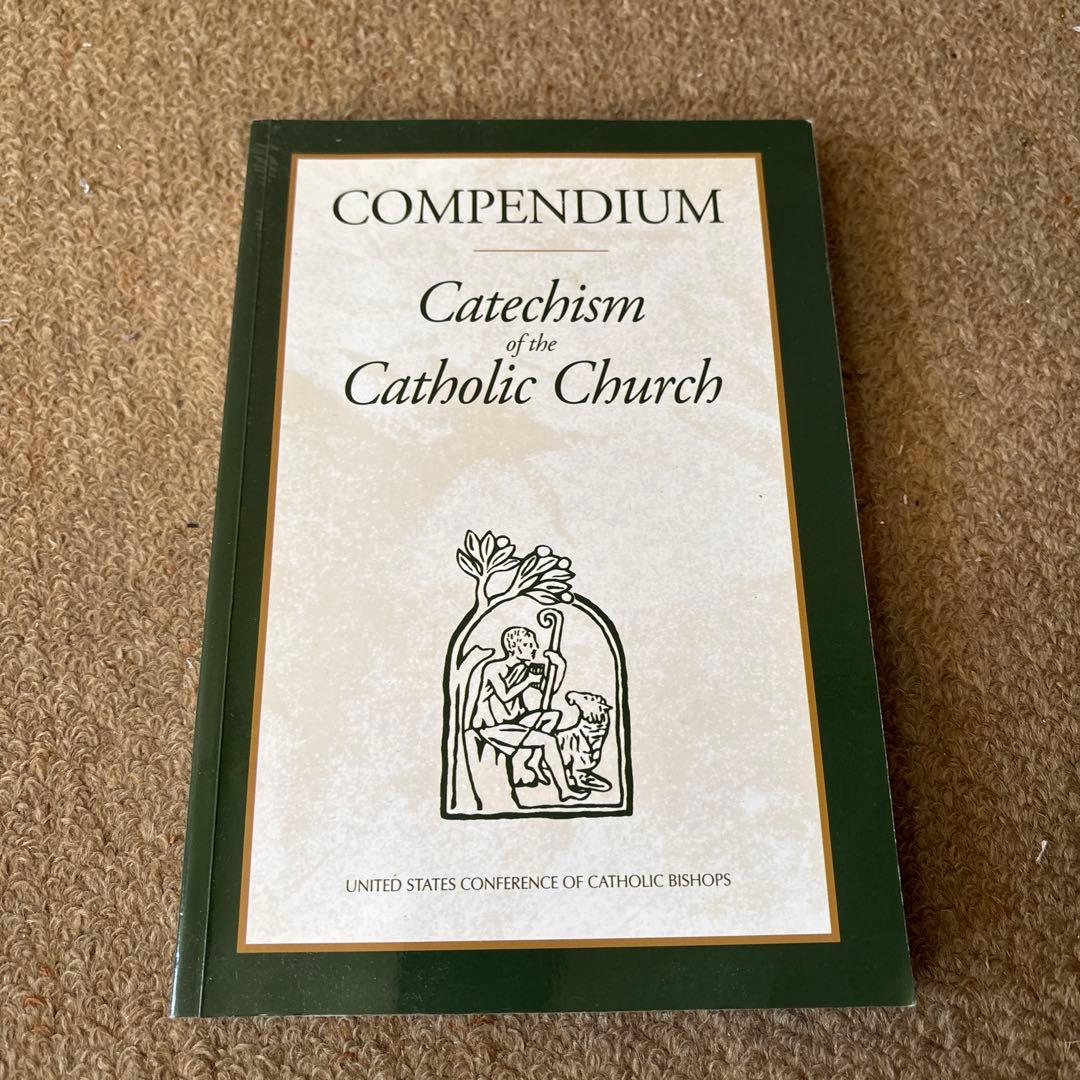 COMPENDIUM
Catechism
of the
Catholic Church
UNITED STATES CONFERENCE OF CATHOLIC BISHOPS